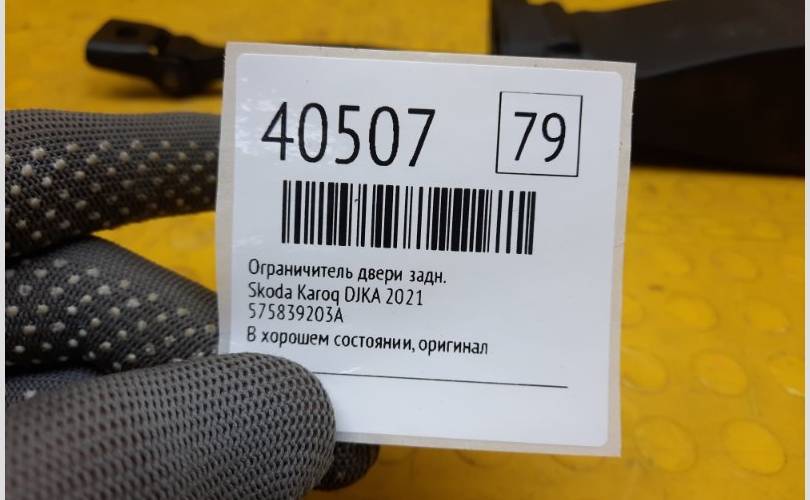 40507 79
Ограничитель двери задн.
Skoda Karoq DJKA 2021
575839203A
В хорошем состоянии, оригинал